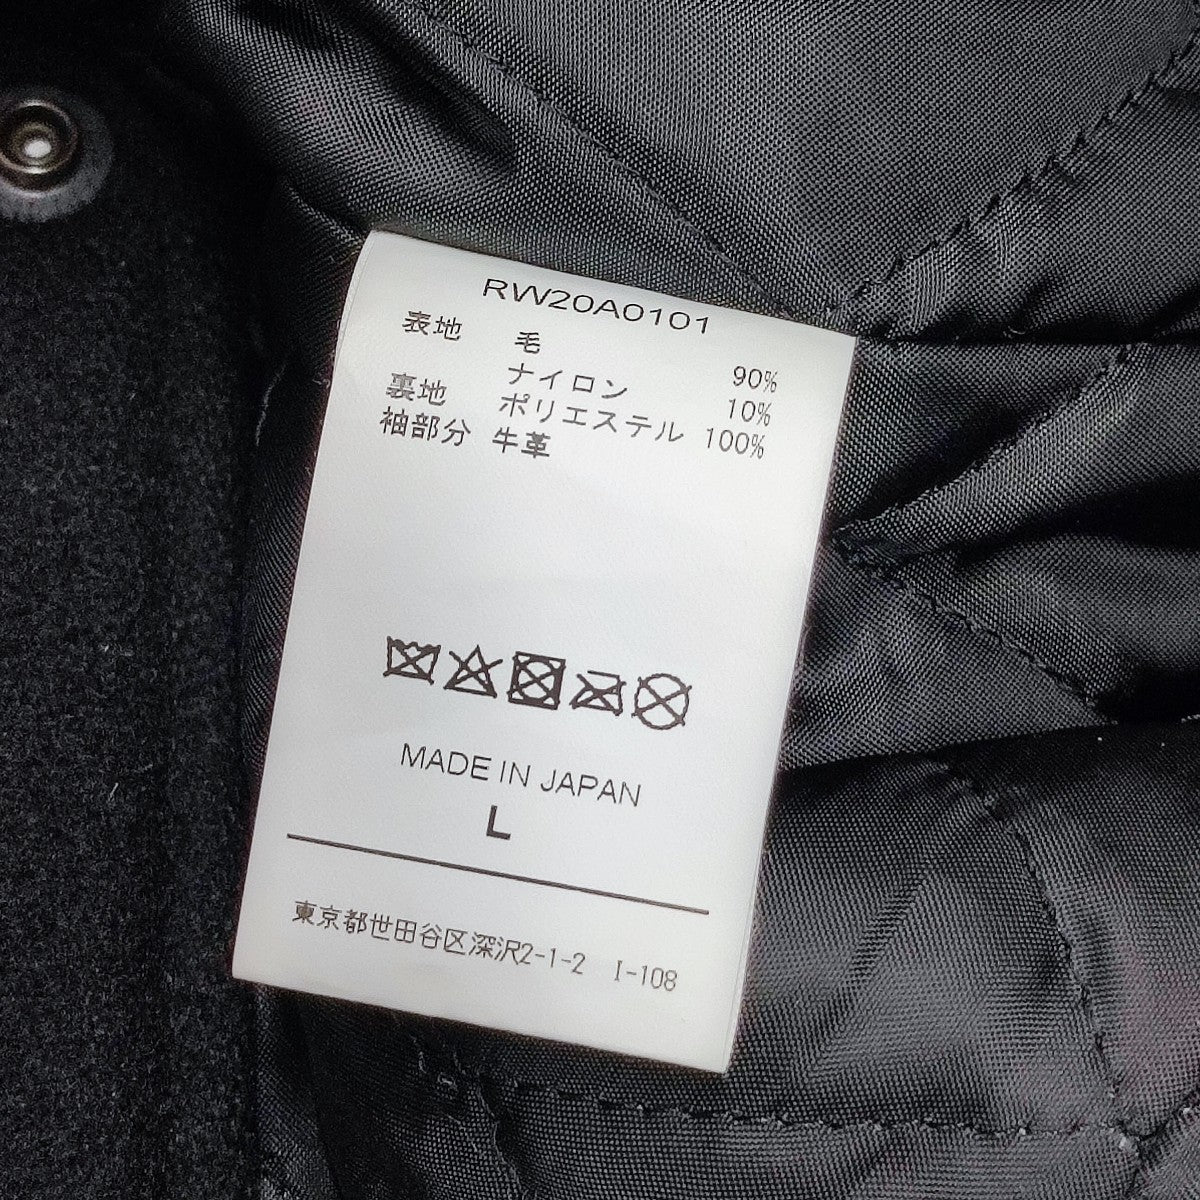 RW20A0101
表地 毛 90%
ナイロン 10%
裏地 ポリエステル 100%
袖部分 牛革
MADE IN JAPAN
L
東京都世田谷区深沢2-1-2 I-108